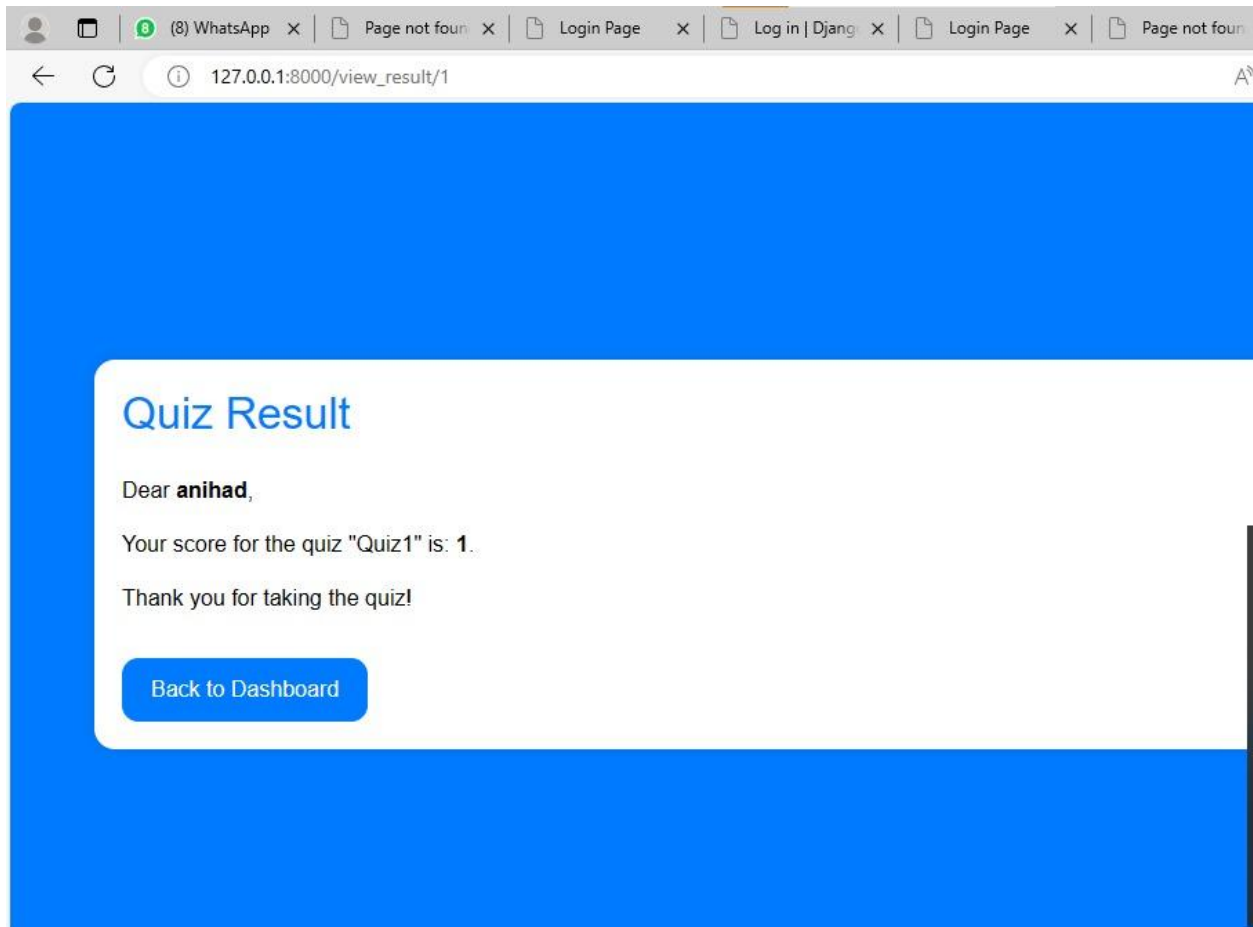 (8) WhatsApp Page not foun Login Page Log in | Djang Login Page Page not foun
127.0.0.1:8000/view_result/1
Quiz Result
Dear anihad,
Your score for the quiz "Quiz1" is: 1.
Thank you for taking the quiz!
Back to Dashboard